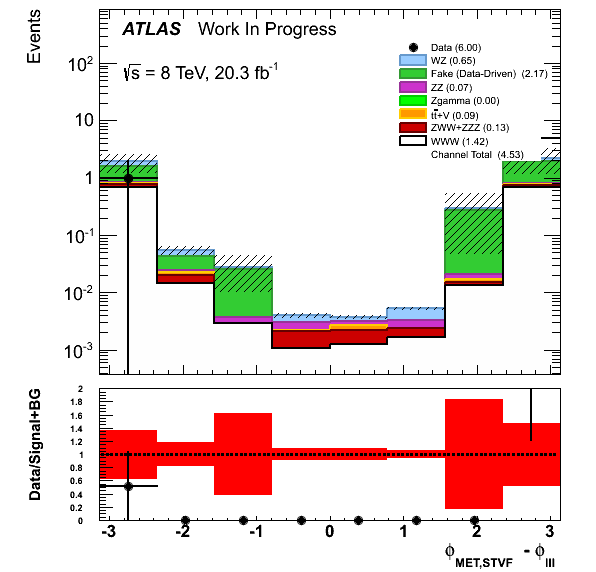 Events
ATLAS Work In Progress
√s = 8 TeV, 20.3 fb⁻¹
Data (6.00)
WZ (0.65)
Fake (Data-Driven) (2.17)
ZZ (0.07)
Zgamma (0.00)
tt̄+V (0.09)
ZWW+ZZZ (0.13)
WWW (1.42)
Channel Total (4.53)
10²
10
1
10⁻¹
10⁻²
10⁻³
Data/Signal+BG
2
1.8
1.6
1.4
1.2
1
0.8
0.6
0.4
0.2
0
-3 -2 -1 0 1 2 3
ϕMET,STVF - ϕlll